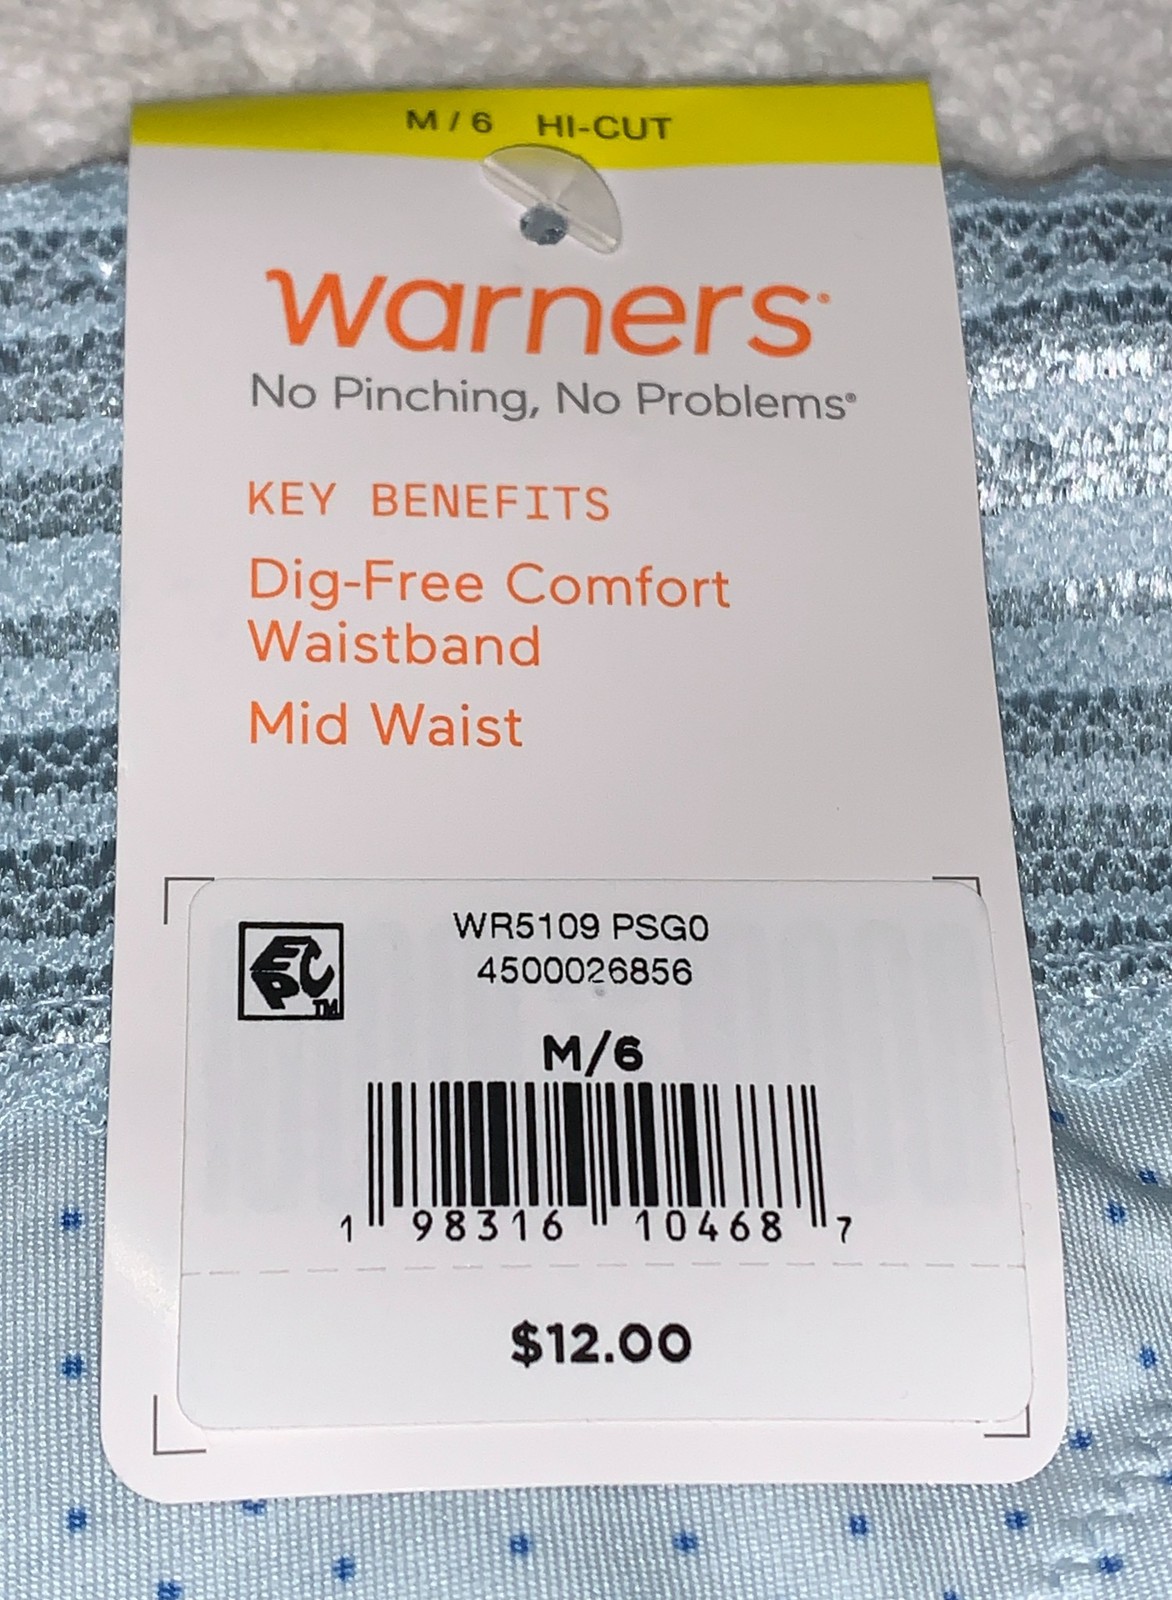 M / 6 HI-CUT
warners®
No Pinching, No Problems®
KEY BENEFITS
Dig-Free Comfort
Waistband
Mid Waist
EPC™
WR5109 PSG0
4500026856
M/6
1 98316 10468 7
$12.00